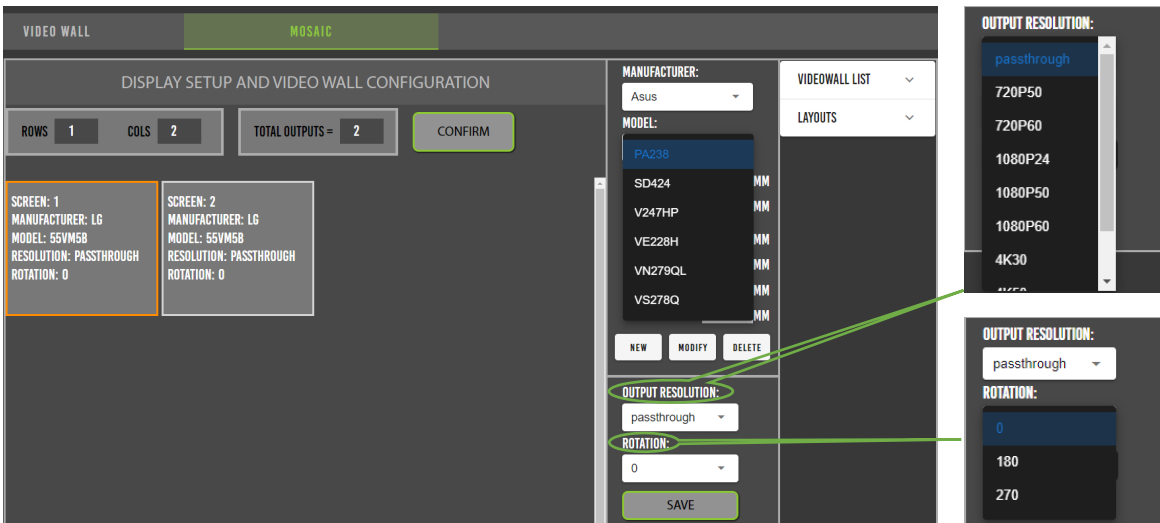 VIDEO WALL
MOSAIC
DISPLAY SETUP AND VIDEO WALL CONFIGURATION
ROWS 1 COLS 2
TOTAL OUTPUTS = 2
CONFIRM
SCREEN: 1
MANUFACTURER: LG
MODEL: 55VM5B
RESOLUTION: PASSTHROUGH
ROTATION: 0
SCREEN: 2
MANUFACTURER: LG
MODEL: 55VM5B
RESOLUTION: PASSTHROUGH
ROTATION: 0
MANUFACTURER:
Asus
MODEL:
PA238
SD424
V247HP
VE228H
VN279QL
VS278Q
MM
MM
MM
MM
MM
MM
NEW MODIFY DELETE
OUTPUT RESOLUTION:
passthrough
ROTATION:
0
SAVE
VIDEOWALL LIST
LAYOUTS
OUTPUT RESOLUTION:
passthrough
720P50
720P60
1080P24
1080P50
1080P60
4K30
OUTPUT RESOLUTION:
passthrough
ROTATION:
0
180
270